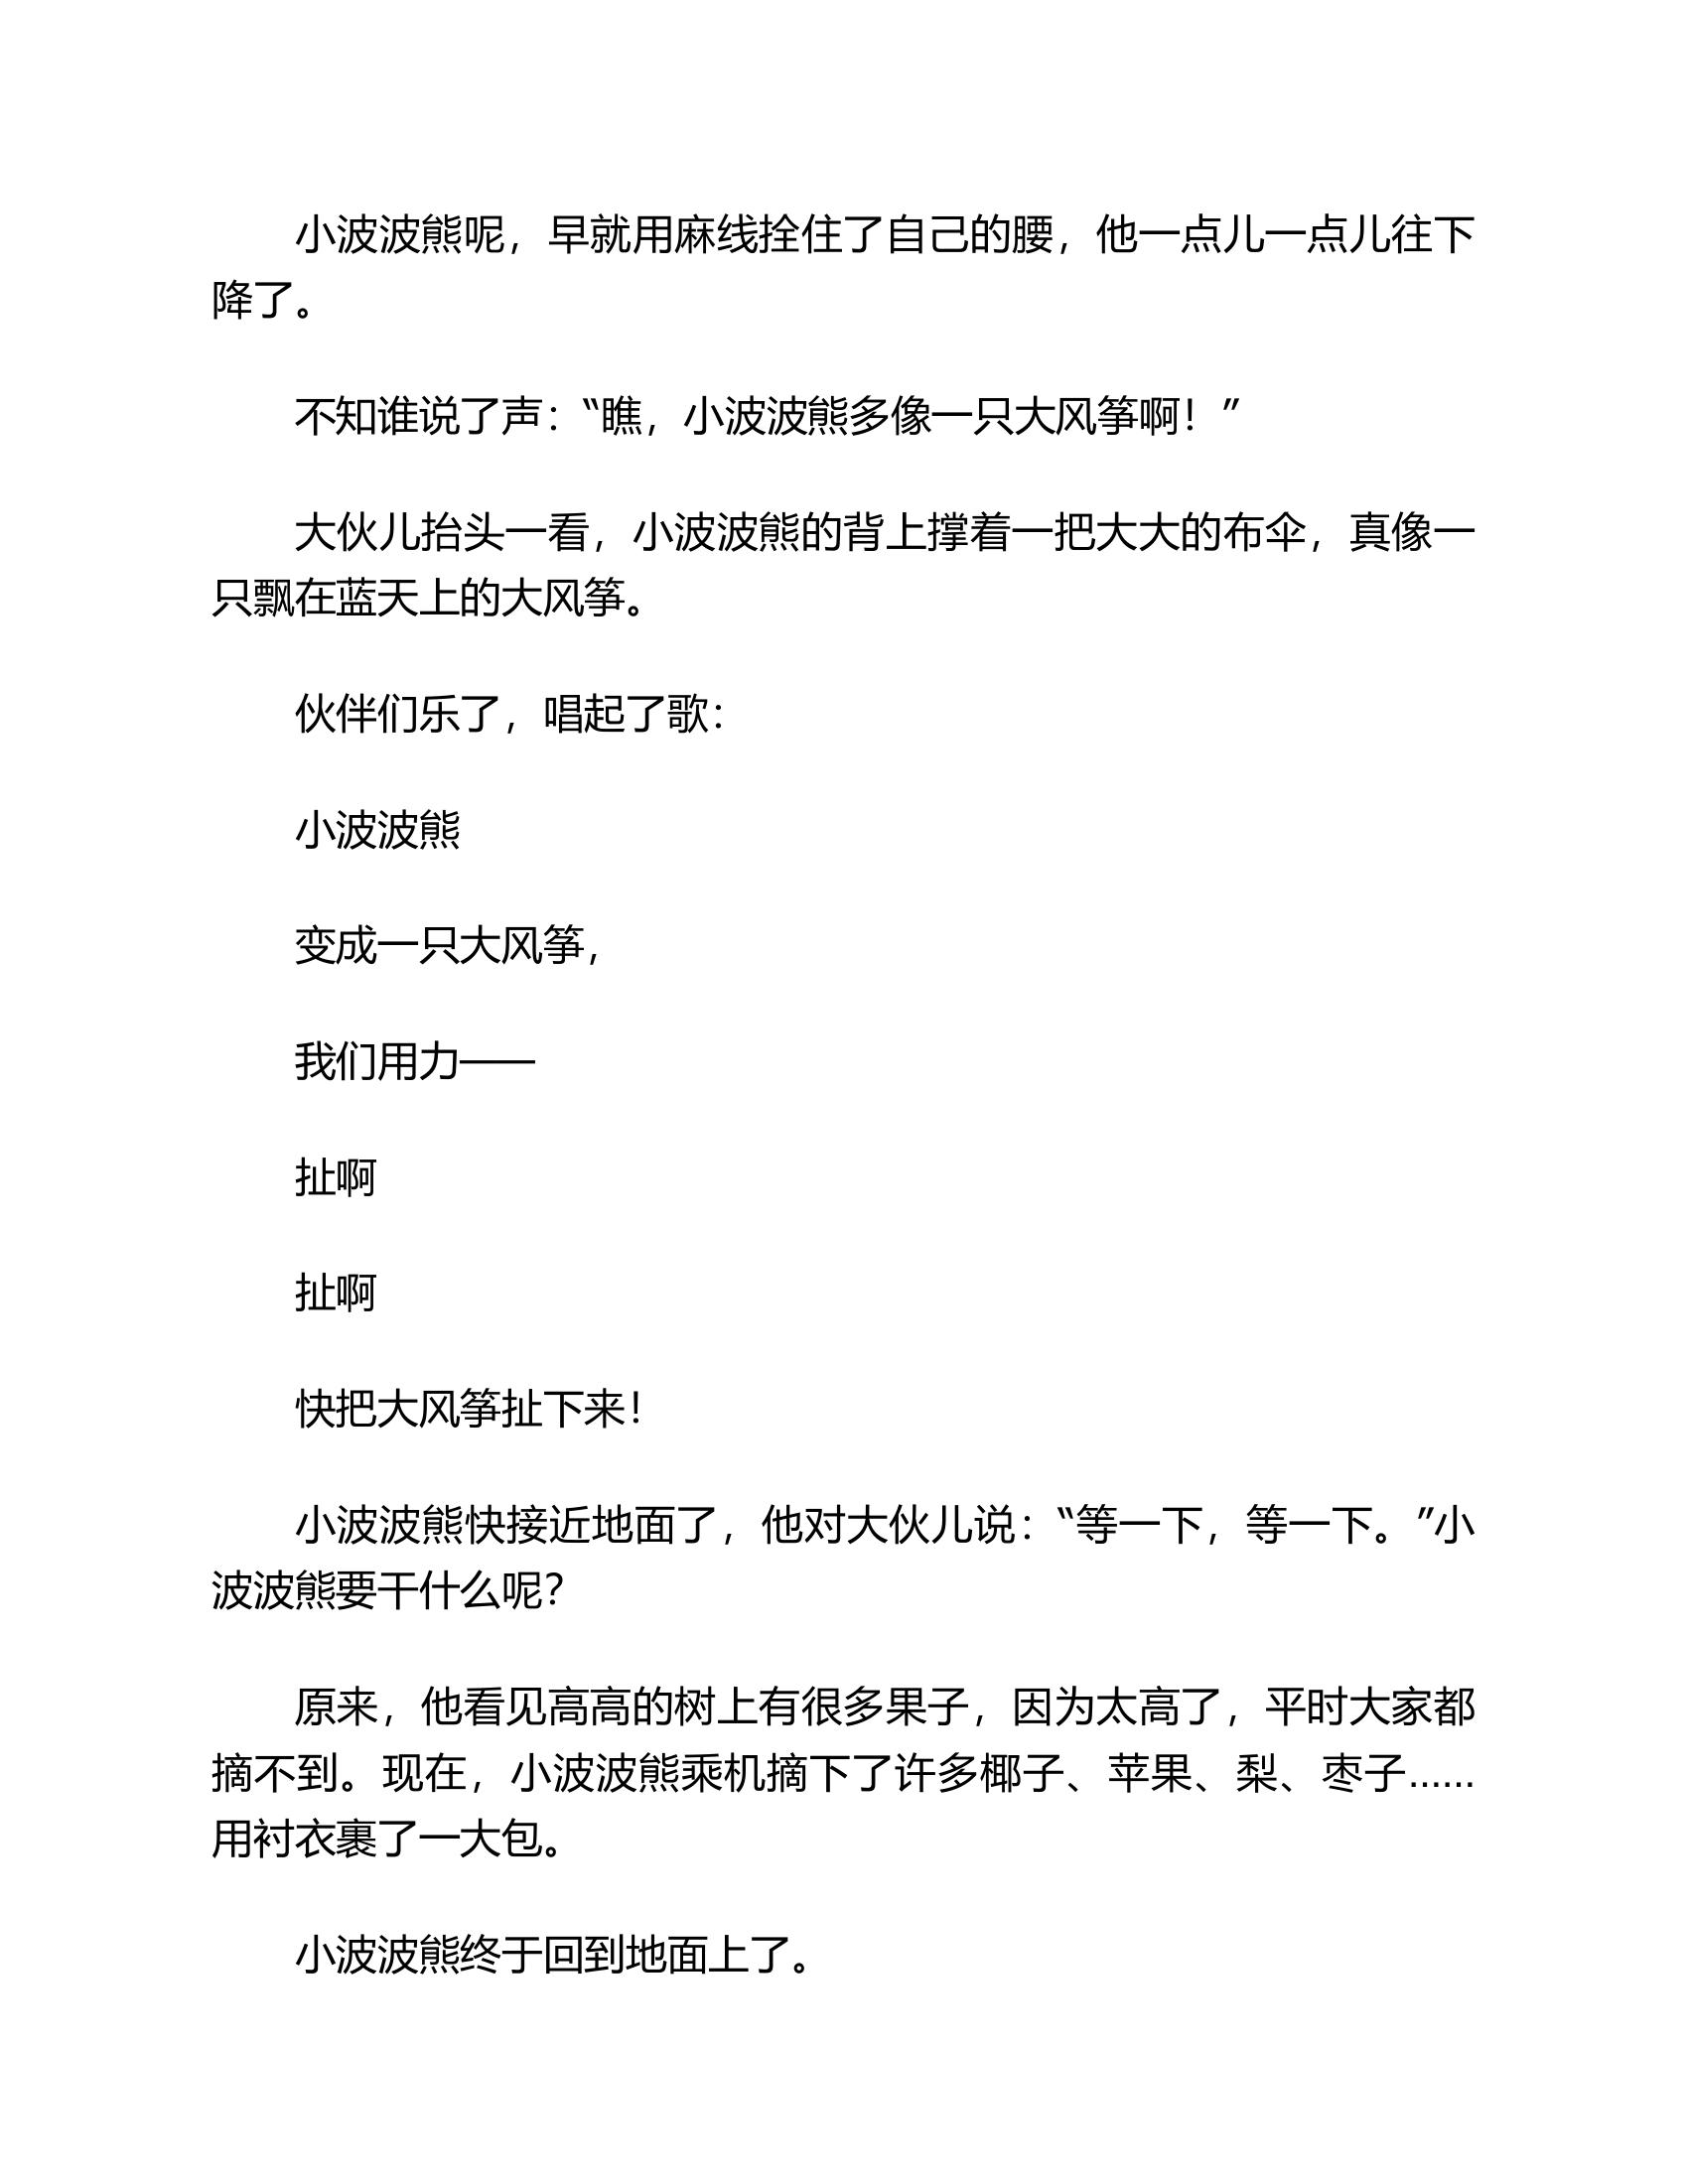 小波波熊呢，早就用麻线拴住了自己的腰，他一点儿一点儿往下
降了。
不知谁说了声：“瞧，小波波熊多像一只大风筝啊！”
大伙儿抬头一看，小波波熊的背上撑着一把大大的布伞，真像一
只飘在蓝天上的大风筝。
伙伴们乐了，唱起了歌：
小波波熊
变成一只大风筝，
我们用力——
扯啊
扯啊
快把大风筝扯下来！
小波波熊快接近地面了，他对大伙儿说：“等一下，等一下。”小
波波熊要干什么呢？
原来，他看见高高的树上有很多果子，因为太高了，平时大家都
摘不到。现在，小波波熊乘机摘下了许多椰子、苹果、梨、枣子……
用衬衣裹了一大包。
小波波熊终于回到地面上了。